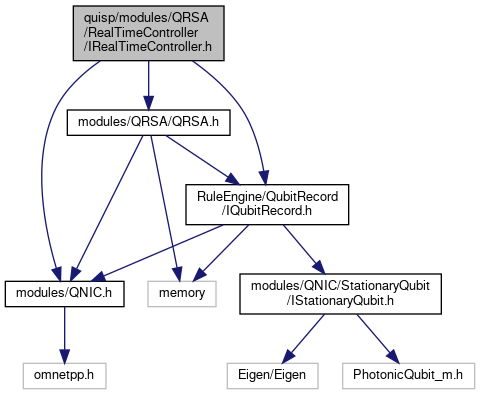 quisp/modules/QRSA
/RealTimeController
/IRealTimeController.h
modules/QRSA/QRSA.h
RuleEngine/QubitRecord
/IQubitRecord.h
modules/QNIC.h
memory
modules/QNIC/StationaryQubit
/IStationaryQubit.h
omnetpp.h
Eigen/Eigen
PhotonicQubit_m.h